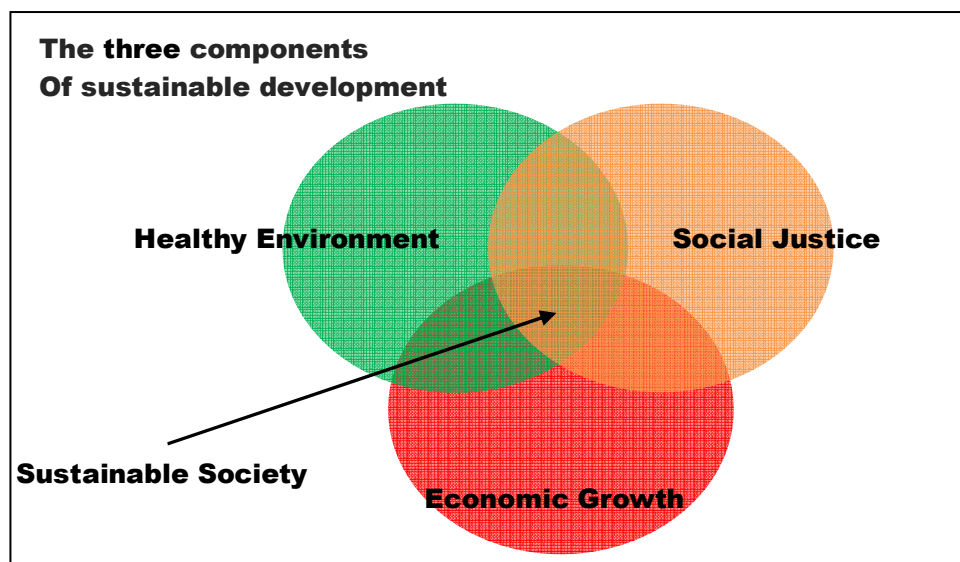 The three components
Of sustainable development
Healthy Environment
Social Justice
Sustainable Society
Economic Growth